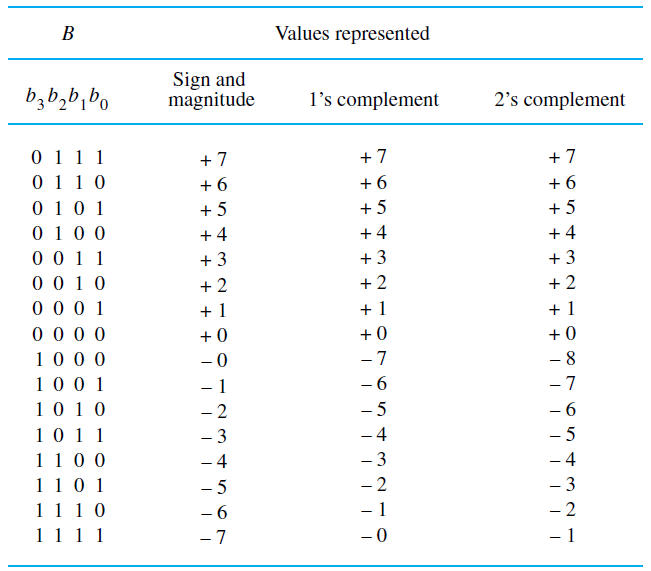 B Values represented
b₃b₂b₁b₀ Sign and magnitude 1’s complement 2’s complement
0 1 1 1 + 7 + 7 + 7
0 1 1 0 + 6 + 6 + 6
0 1 0 1 + 5 + 5 + 5
0 1 0 0 + 4 + 4 + 4
0 0 1 1 + 3 + 3 + 3
0 0 1 0 + 2 + 2 + 2
0 0 0 1 + 1 + 1 + 1
0 0 0 0 + 0 + 0 + 0
1 0 0 0 – 0 – 7 – 8
1 0 0 1 – 1 – 6 – 7
1 0 1 0 – 2 – 5 – 6
1 0 1 1 – 3 – 4 – 5
1 1 0 0 – 4 – 3 – 4
1 1 0 1 – 5 – 2 – 3
1 1 1 0 – 6 – 1 – 2
1 1 1 1 – 7 – 0 – 1